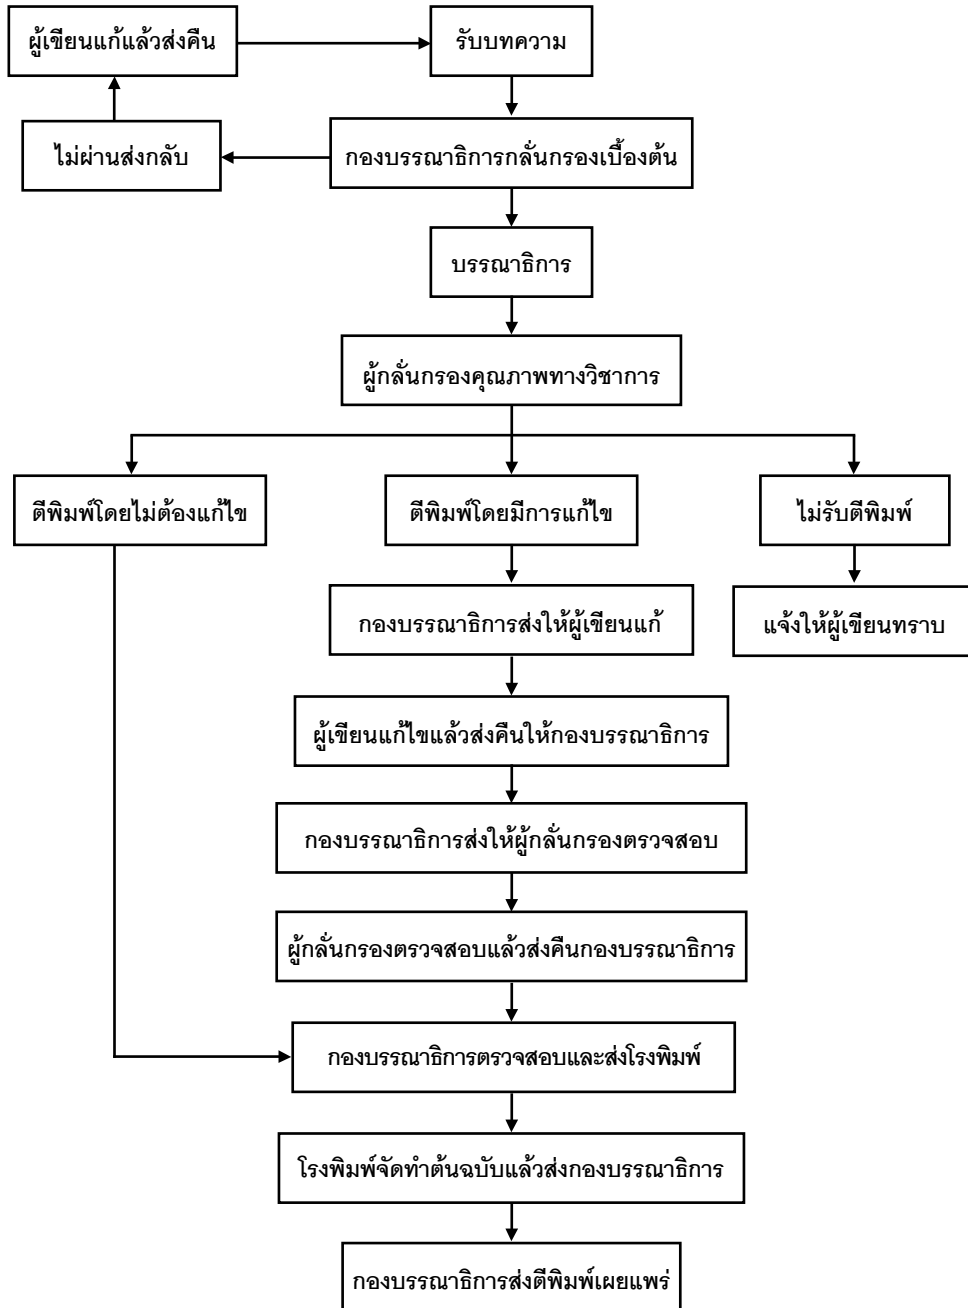 ผู้เขียนแก้แล้วส่งคืน
รับบทความ
ไม่ผ่านส่งกลับ
กองบรรณาธิการกลั่นกรองเบื้องต้น
บรรณาธิการ
ผู้กลั่นกรองคุณภาพทางวิชาการ
ตีพิมพ์โดยไม่ต้องแก้ไข
ตีพิมพ์โดยมีการแก้ไข
ไม่รับตีพิมพ์
กองบรรณาธิการส่งให้ผู้เขียนแก้
แจ้งให้ผู้เขียนทราบ
ผู้เขียนแก้ไขแล้วส่งคืนให้กองบรรณาธิการ
กองบรรณาธิการส่งให้ผู้กลั่นกรองตรวจสอบ
ผู้กลั่นกรองตรวจสอบแล้วส่งคืนกองบรรณาธิการ
กองบรรณาธิการตรวจสอบและส่งโรงพิมพ์
โรงพิมพ์จัดทำต้นฉบับแล้วส่งกองบรรณาธิการ
กองบรรณาธิการส่งตีพิมพ์เผยแพร่